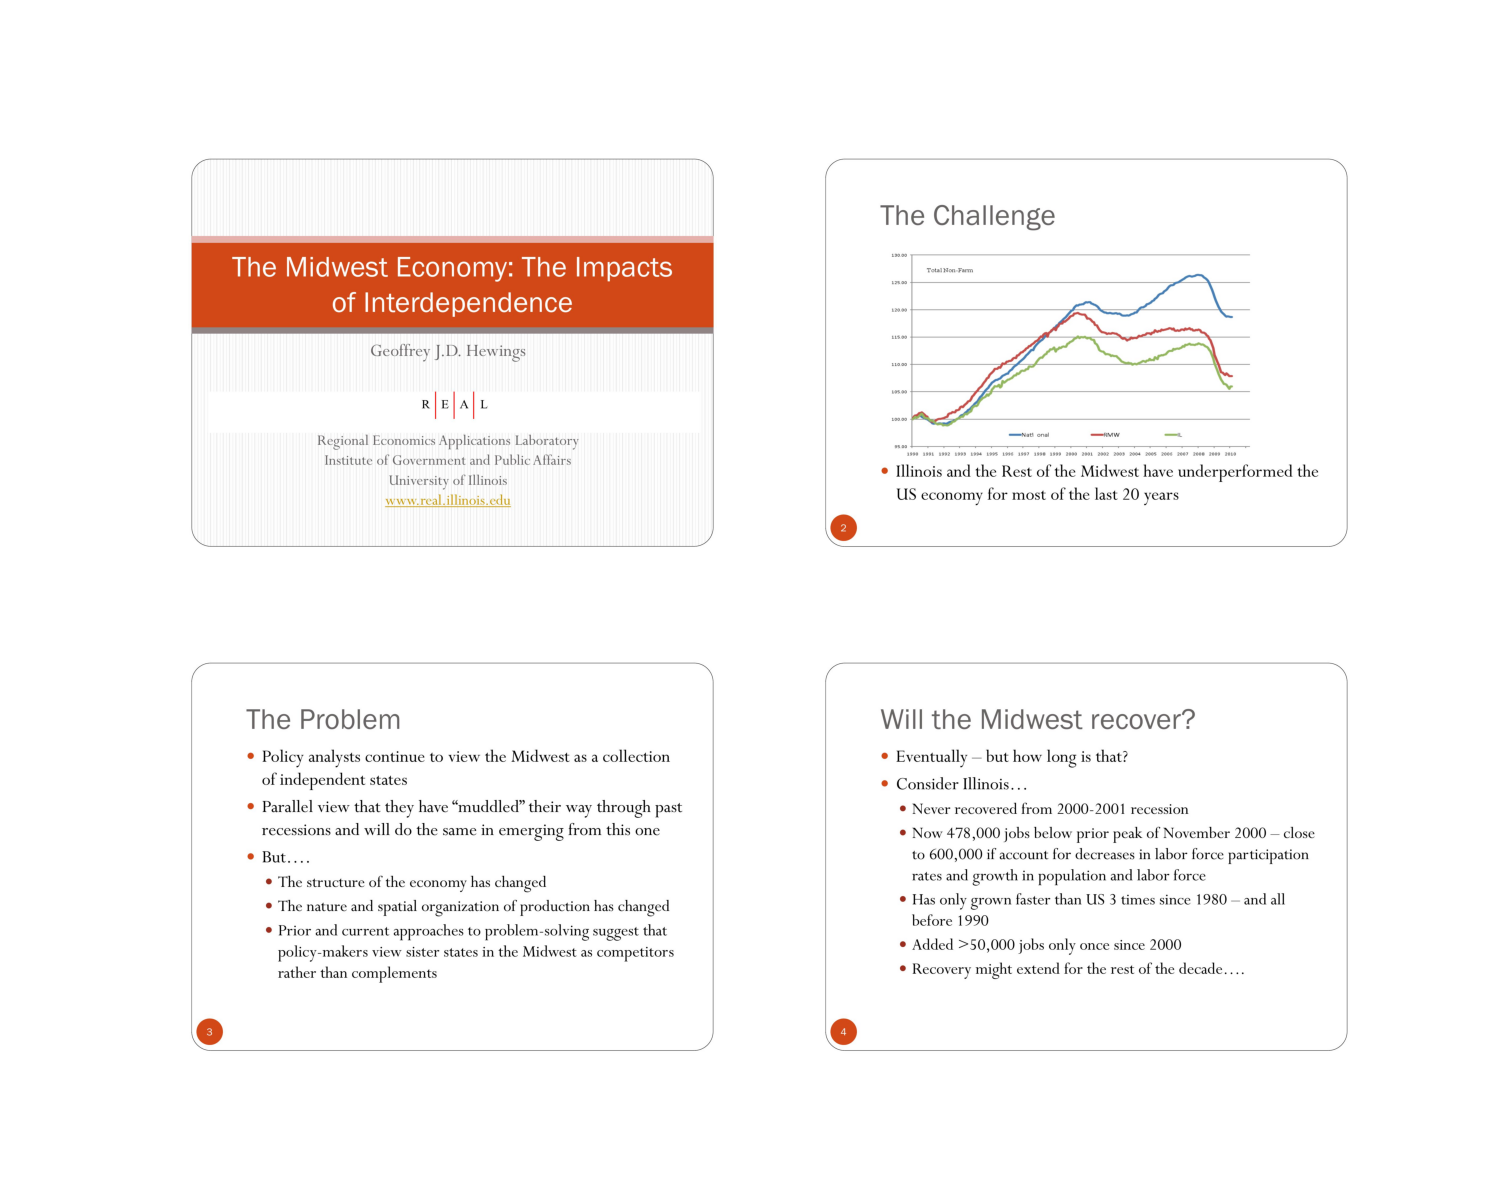 The Midwest Economy: The Impacts
of Interdependence
Geoffrey J.D. Hewings
R E A L
Regional Economics Applications Laboratory
Institute of Government and Public Affairs
University of Illinois
www.real.illinois.edu
The Challenge
130.00
Total Non-Farm
125.00
120.00
115.00
110.00
105.00
100.00
95.00
Natl onal RMW IL
1990 1991 1992 1993 1994 1995 1996 1997 1998 1999 2000 2001 2002 2003 2004 2005 2006 2007 2008 2009 2010
• Illinois and the Rest of the Midwest have underperformed the
US economy for most of the last 20 years
2
The Problem
• Policy analysts continue to view the Midwest as a collection
of independent states
• Parallel view that they have “muddled” their way through past
recessions and will do the same in emerging from this one
• But….
• The structure of the economy has changed
• The nature and spatial organization of production has changed
• Prior and current approaches to problem-solving suggest that
policy-makers view sister states in the Midwest as competitors
rather than complements
3
Will the Midwest recover?
• Eventually – but how long is that?
• Consider Illinois…
• Never recovered from 2000-2001 recession
• Now 478,000 jobs below prior peak of November 2000 – close
to 600,000 if account for decreases in labor force participation
rates and growth in population and labor force
• Has only grown faster than US 3 times since 1980 – and all
before 1990
• Added >50,000 jobs only once since 2000
• Recovery might extend for the rest of the decade….
4